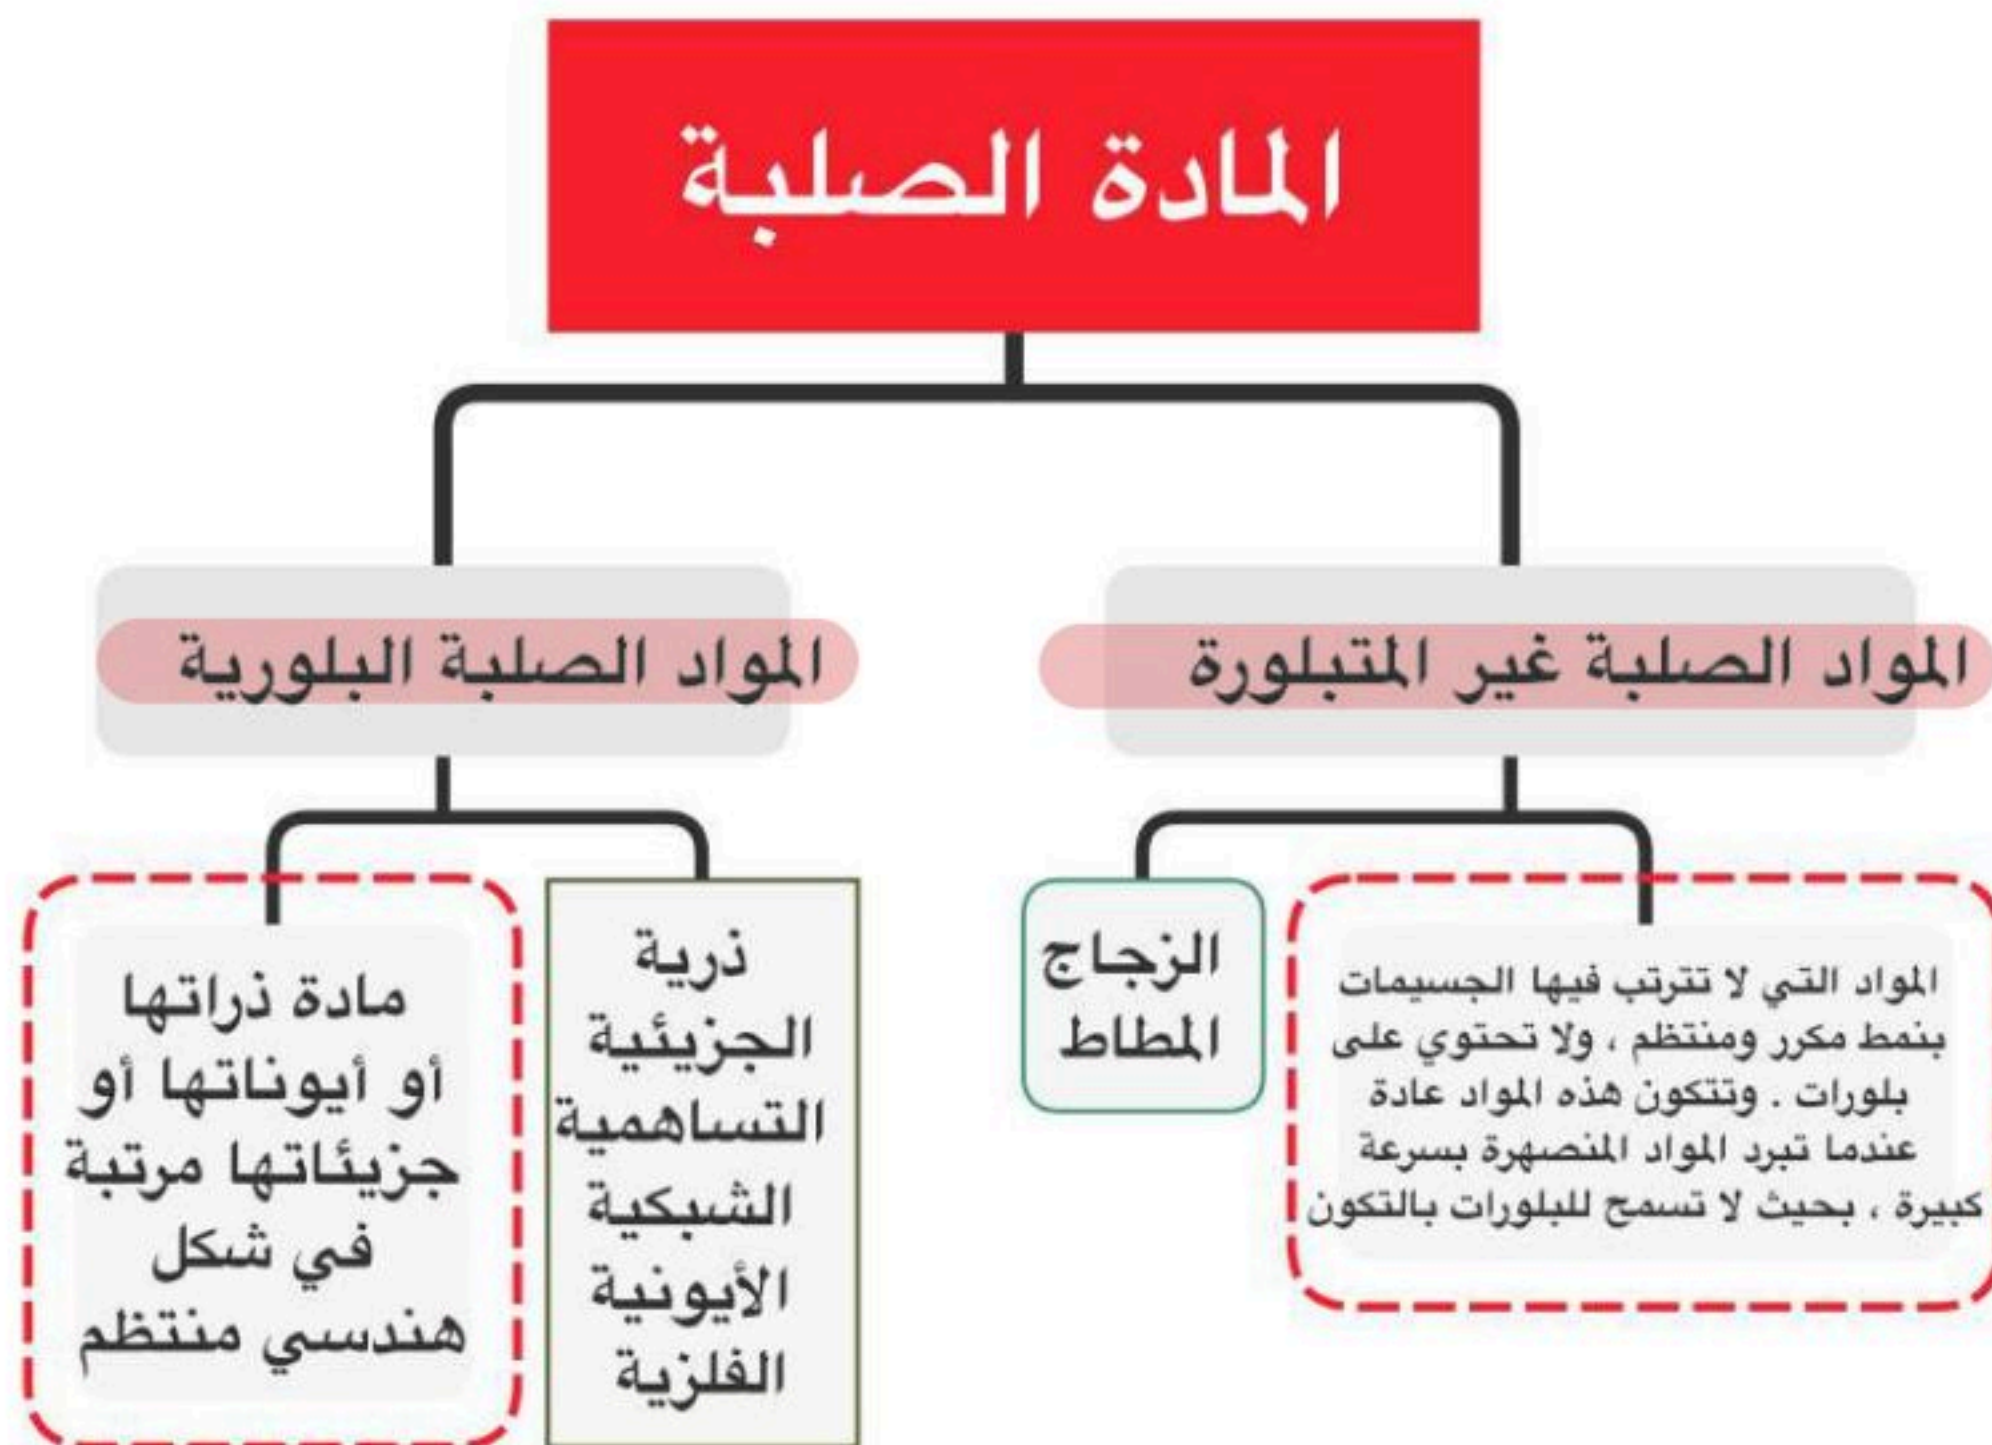 المادة الصلبة
المواد الصلبة غير المتبلورة
المواد التي لا تترتب فيها الجسيمات
بنمط مكرر ومنتظم ، ولا تحتوي على
بلورات . وتتكون هذه المواد عادة
عندما تبرد المواد المنصهرة بسرعة
كبيرة ، بحيث لا تسمح للبلورات بالتكون
الزجاج
المطاط
المواد الصلبة البلورية
ذرية
الجزيئية
التساهمية
الشبكية
الأيونية
الفلزية
مادة ذراتها
أو أيوناتها أو
جزيئاتها مرتبة
في شكل
هندسي منتظم